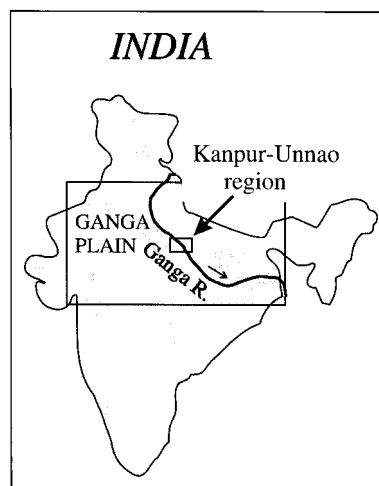 INDIA
Kanpur-Unnao
region
GANGA
PLAIN
Ganga R.